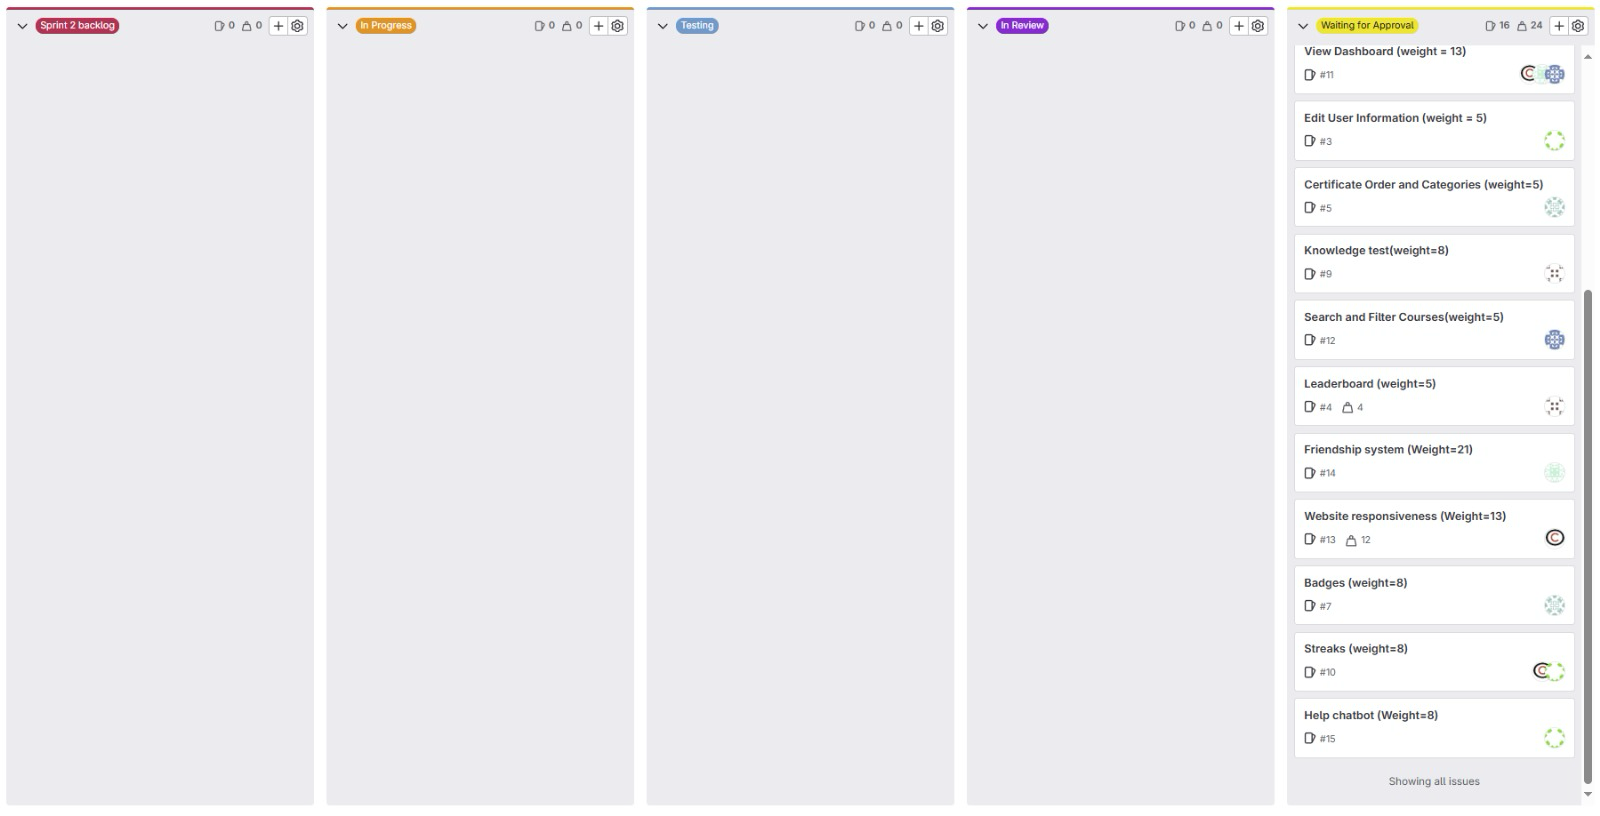 Sprint 2 backlog 0 0
In Progress 0 0
Testing 0 0
In Review 0 0
Waiting for Approval 16 24
View Dashboard (weight = 13)
#11
Edit User Information (weight = 5)
#3
Certificate Order and Categories (weight=5)
#5
Knowledge test(weight=8)
#9
Search and Filter Courses(weight=5)
#12
Leaderboard (weight=5)
#4 4
Friendship system (Weight=21)
#14
Website responsiveness (Weight=13)
#13 12
Badges (weight=8)
#7
Streaks (weight=8)
#10
Help chatbot (Weight=8)
#15
Showing all issues